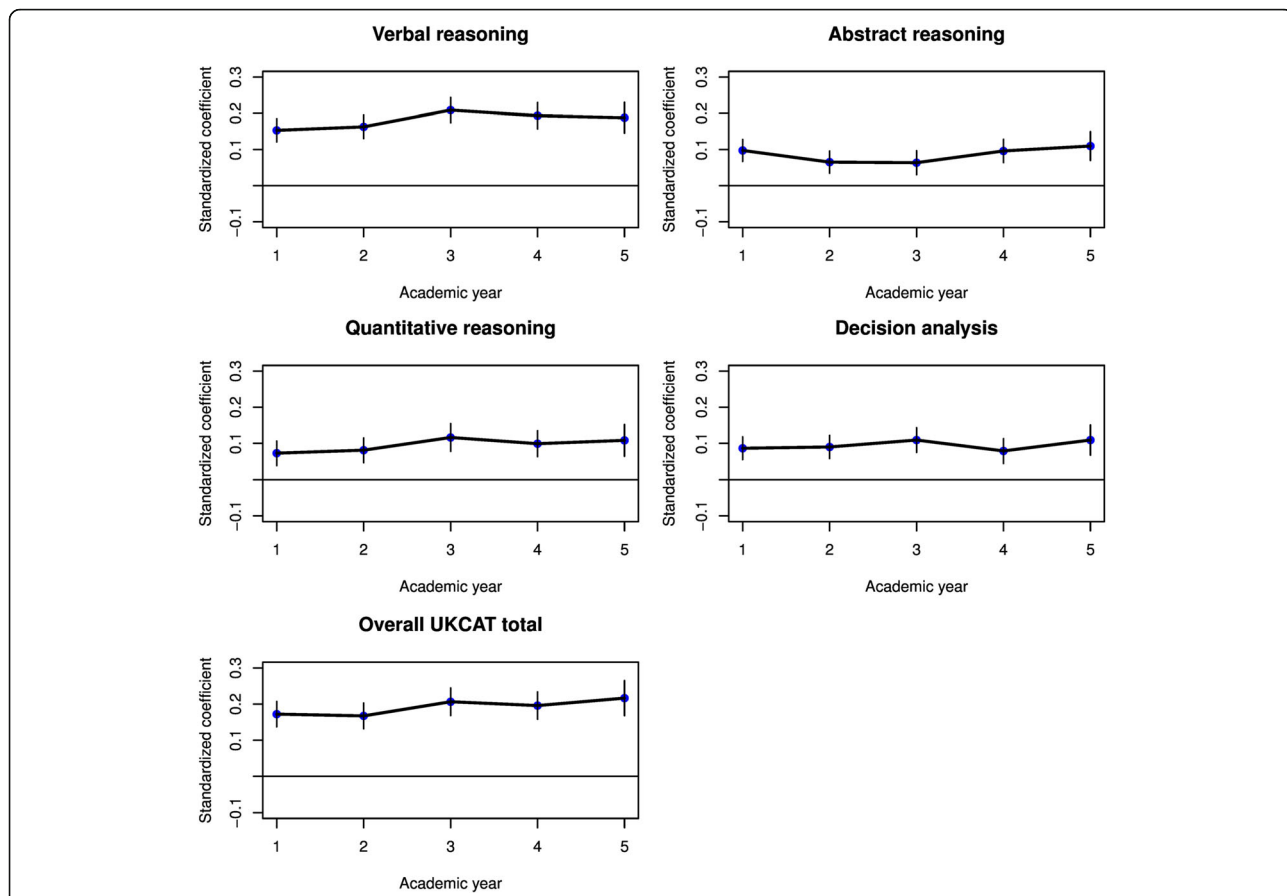 Verbal reasoning
Standardized coefficient
0.3
0.2
0.1
−0.1
1 2 3 4 5
Academic year
Abstract reasoning
Standardized coefficient
0.3
0.2
0.1
−0.1
1 2 3 4 5
Academic year
Quantitative reasoning
Standardized coefficient
0.3
0.2
0.1
−0.1
1 2 3 4 5
Academic year
Decision analysis
Standardized coefficient
0.3
0.2
0.1
−0.1
1 2 3 4 5
Academic year
Overall UKCAT total
Standardized coefficient
0.3
0.2
0.1
−0.1
1 2 3 4 5
Academic year